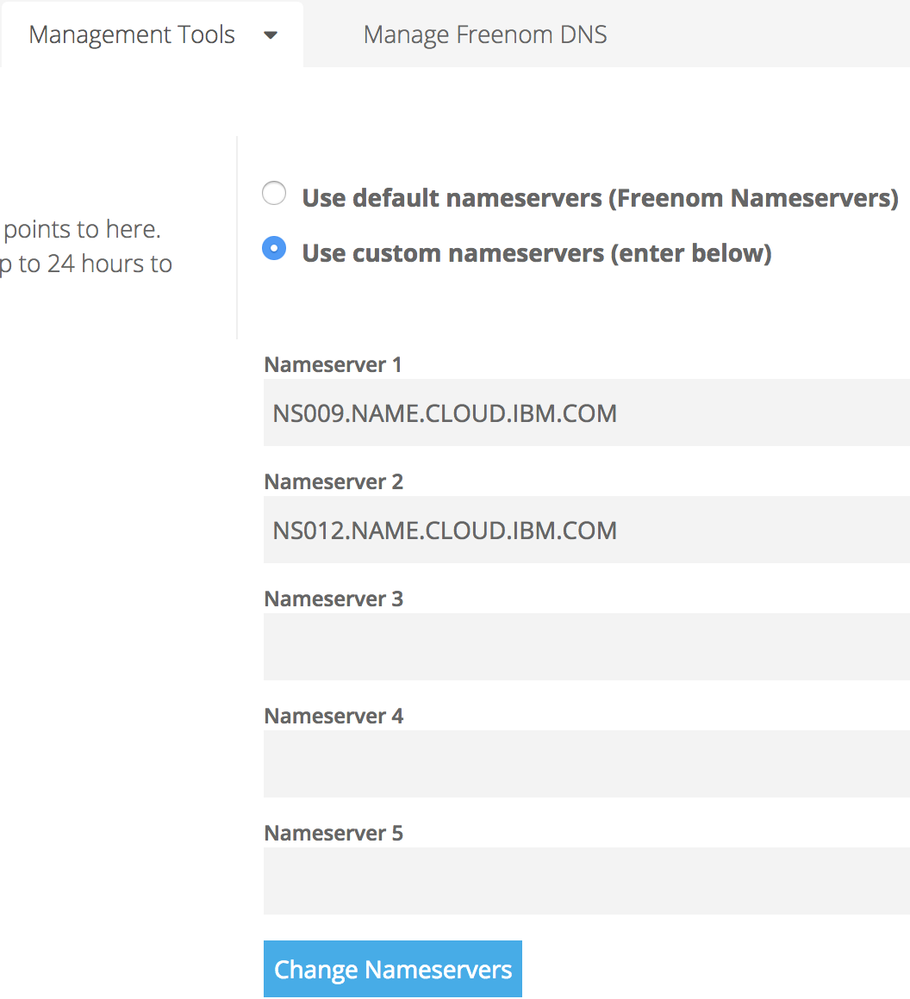 Management Tools
Manage Freenom DNS
points to here.
p to 24 hours to
Use default nameservers (Freenom Nameservers)
Use custom nameservers (enter below)
Nameserver 1
NS009.NAME.CLOUD.IBM.COM
Nameserver 2
NS012.NAME.CLOUD.IBM.COM
Nameserver 3
Nameserver 4
Nameserver 5
Change Nameservers